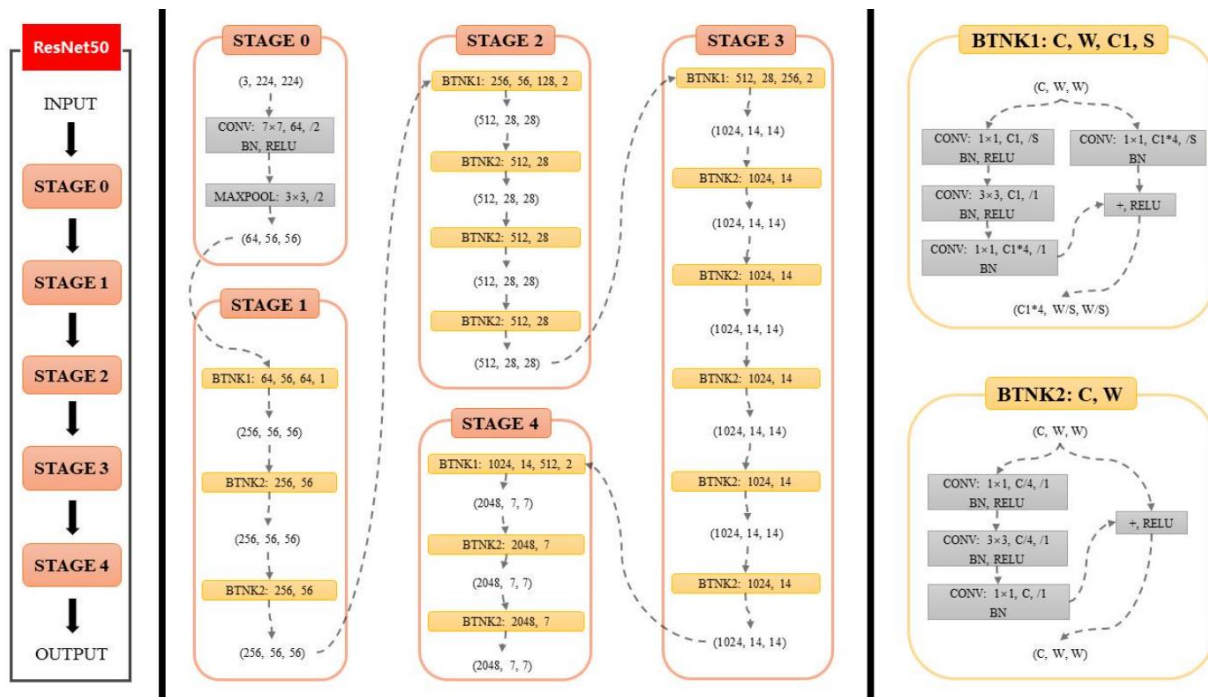 ResNet50
INPUT
STAGE 0
STAGE 1
STAGE 2
STAGE 3
STAGE 4
OUTPUT
STAGE 0
(3, 224, 224)
CONV: 7×7, 64, /2
BN, RELU
MAXPOOL: 3×3, /2
(64, 56, 56)
STAGE 1
BTNK1: 64, 56, 64, 1
(256, 56, 56)
BTNK2: 256, 56
(256, 56, 56)
BTNK2: 256, 56
(256, 56, 56)
STAGE 2
BTNK1: 256, 56, 128, 2
(512, 28, 28)
BTNK2: 512, 28
(512, 28, 28)
BTNK2: 512, 28
(512, 28, 28)
BTNK2: 512, 28
(512, 28, 28)
STAGE 3
BTNK1: 512, 28, 256, 2
(1024, 14, 14)
BTNK2: 1024, 14
(1024, 14, 14)
BTNK2: 1024, 14
(1024, 14, 14)
BTNK2: 1024, 14
(1024, 14, 14)
BTNK2: 1024, 14
(1024, 14, 14)
BTNK2: 1024, 14
(1024, 14, 14)
STAGE 4
BTNK1: 1024, 14, 512, 2
(2048, 7, 7)
BTNK2: 2048, 7
(2048, 7, 7)
BTNK2: 2048, 7
(2048, 7, 7)
BTNK1: C, W, C1, S
(C, W, W)
CONV: 1×1, C1, /S
BN, RELU
CONV: 3×3, C1, /1
BN, RELU
CONV: 1×1, C1*4, /1
BN
CONV: 1×1, C1*4, /S
BN
+, RELU
(C1*4, W/S, W/S)
BTNK2: C, W
(C, W, W)
CONV: 1×1, C/4, /1
BN, RELU
CONV: 3×3, C/4, /1
BN, RELU
CONV: 1×1, C, /1
BN
+, RELU
(C, W, W)